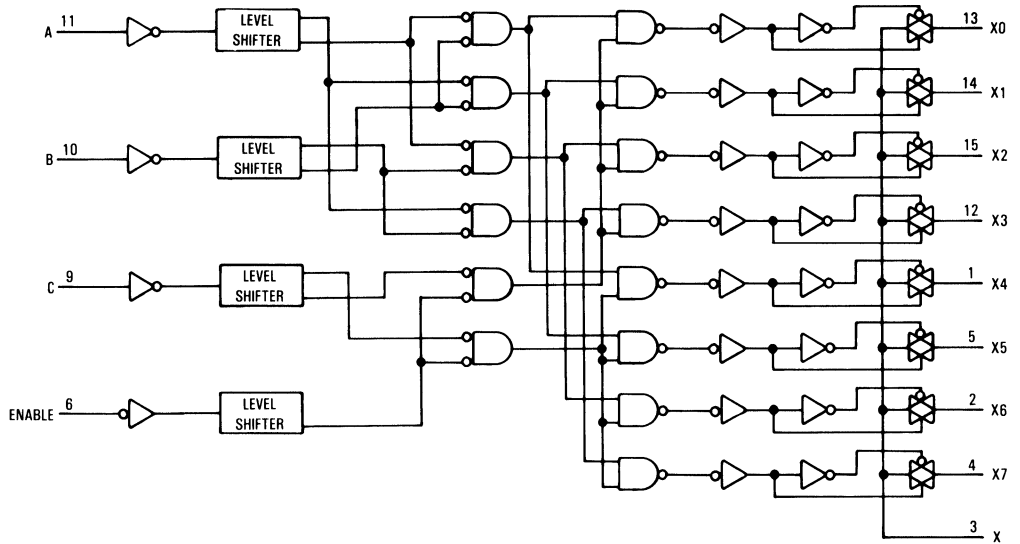 A 11
LEVEL
SHIFTER
13 X0
14 X1
B 10
LEVEL
SHIFTER
15 X2
12 X3
C 9
LEVEL
SHIFTER
1 X4
5 X5
ENABLE 6
LEVEL
SHIFTER
2 X6
4 X7
3 X